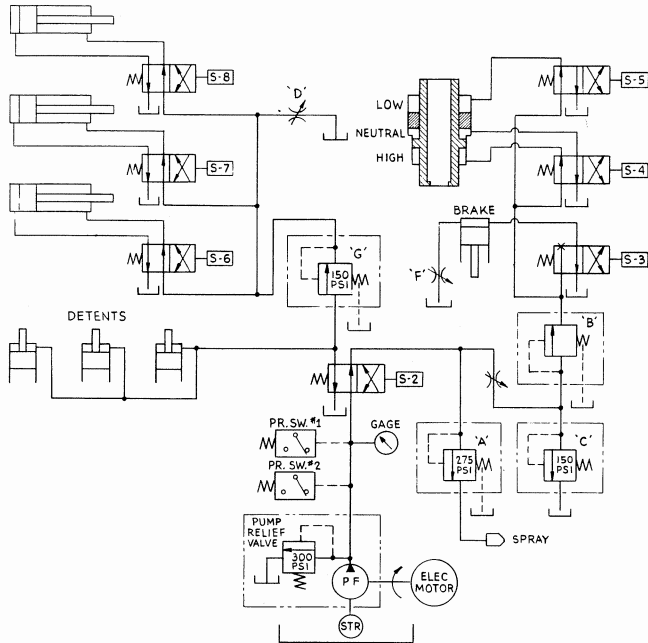 S-8
'D'
LOW
NEUTRAL
HIGH
S-5
S-7
S-4
BRAKE
S-6
'G'
150
PSI
'F'
S-3
DETENTS
'B'
S-2
PR. SW. #1
GAGE
PR. SW. #2
'A'
275
PSI
'C'
150
PSI
PUMP
RELIEF
VALVE
300
PSI
SPRAY
PF
ELEC
MOTOR
STR